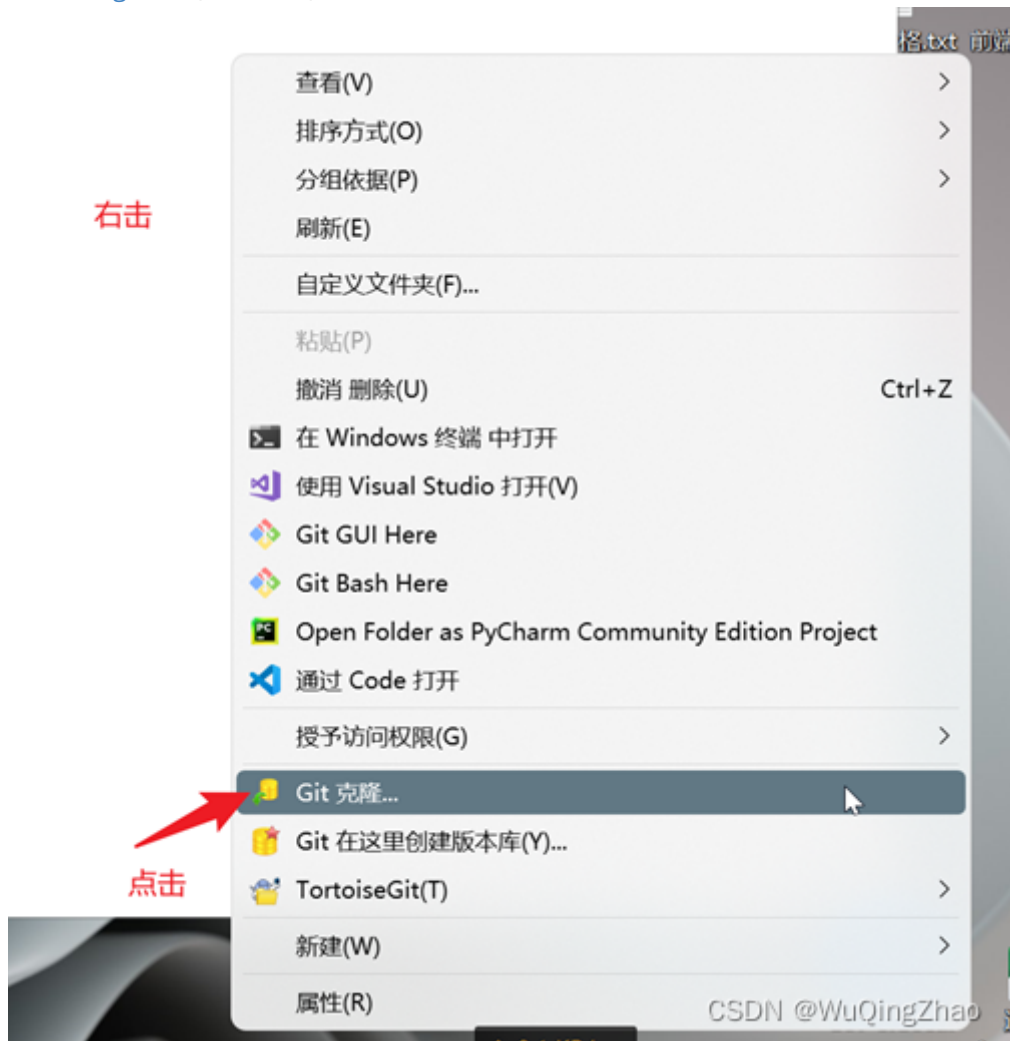 格.txt 前端
查看(V)
排序方式(O)
分组依据(P)
右击
刷新(E)
自定义文件夹(F)...
粘贴(P)
撤消 删除(U) Ctrl+Z
在 Windows 终端 中打开
使用 Visual Studio 打开(V)
Git GUI Here
Git Bash Here
Open Folder as PyCharm Community Edition Project
通过 Code 打开
授予访问权限(G)
Git 克隆...
Git 在这里创建版本库(Y)...
点击
TortoiseGit(T)
新建(W)
属性(R)
CSDN @WuQingZhao